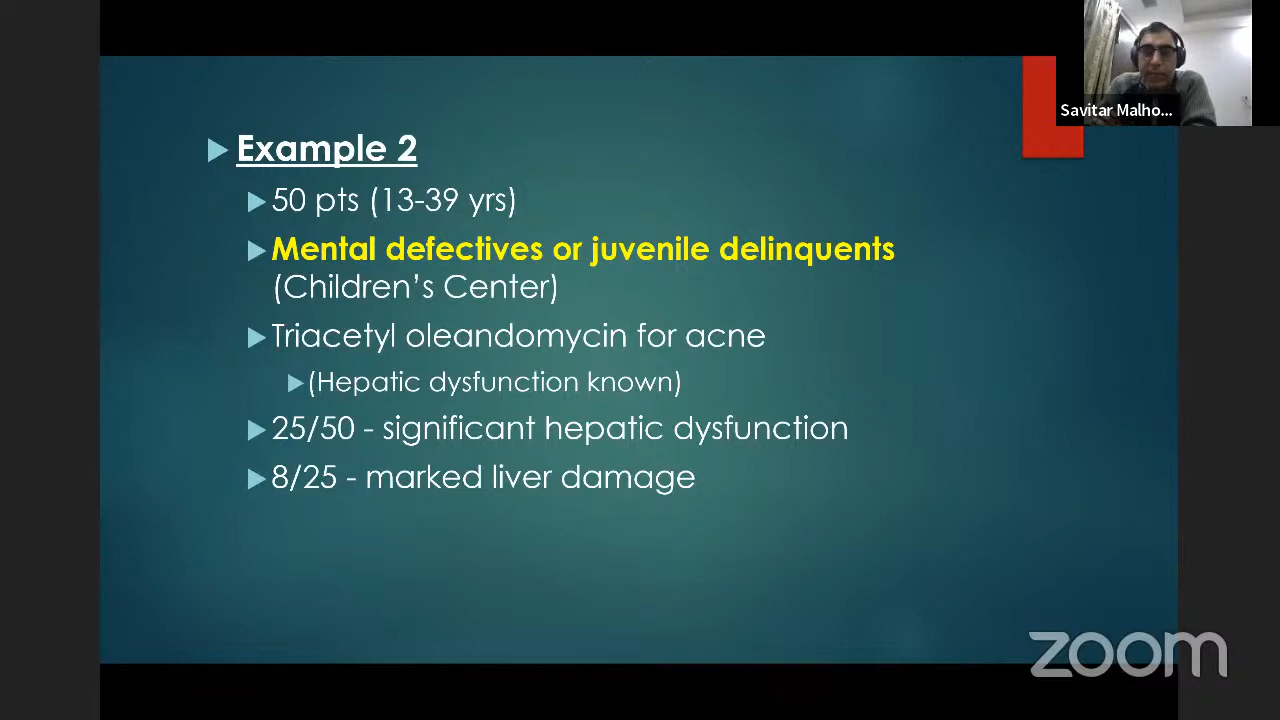 Savitar Malho...
Example 2
50 pts (13-39 yrs)
Mental defectives or juvenile delinquents
(Children’s Center)
Triacetyl oleandomycin for acne
(Hepatic dysfunction known)
25/50 - significant hepatic dysfunction
8/25 - marked liver damage
zoom